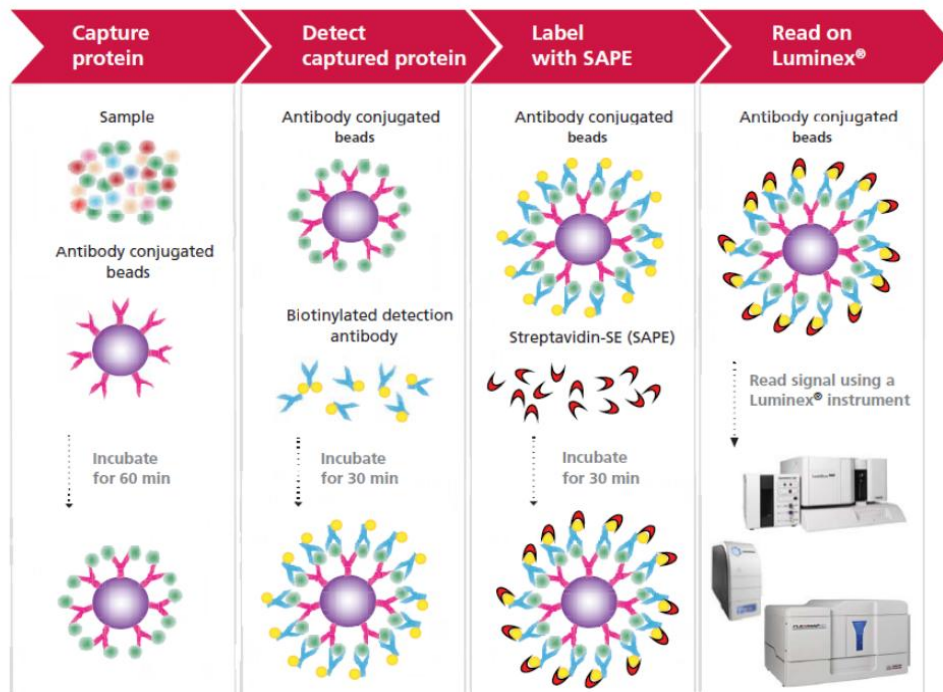 Capture
protein
Detect
captured protein
Label
with SAPE
Read on
Luminex®
Sample
Antibody conjugated
beads
Incubate
for 60 min
Antibody conjugated
beads
Biotinylated detection
antibody
Incubate
for 30 min
Antibody conjugated
beads
Streptavidin-SE (SAPE)
Incubate
for 30 min
Antibody conjugated
beads
Read signal using a
Luminex® instrument